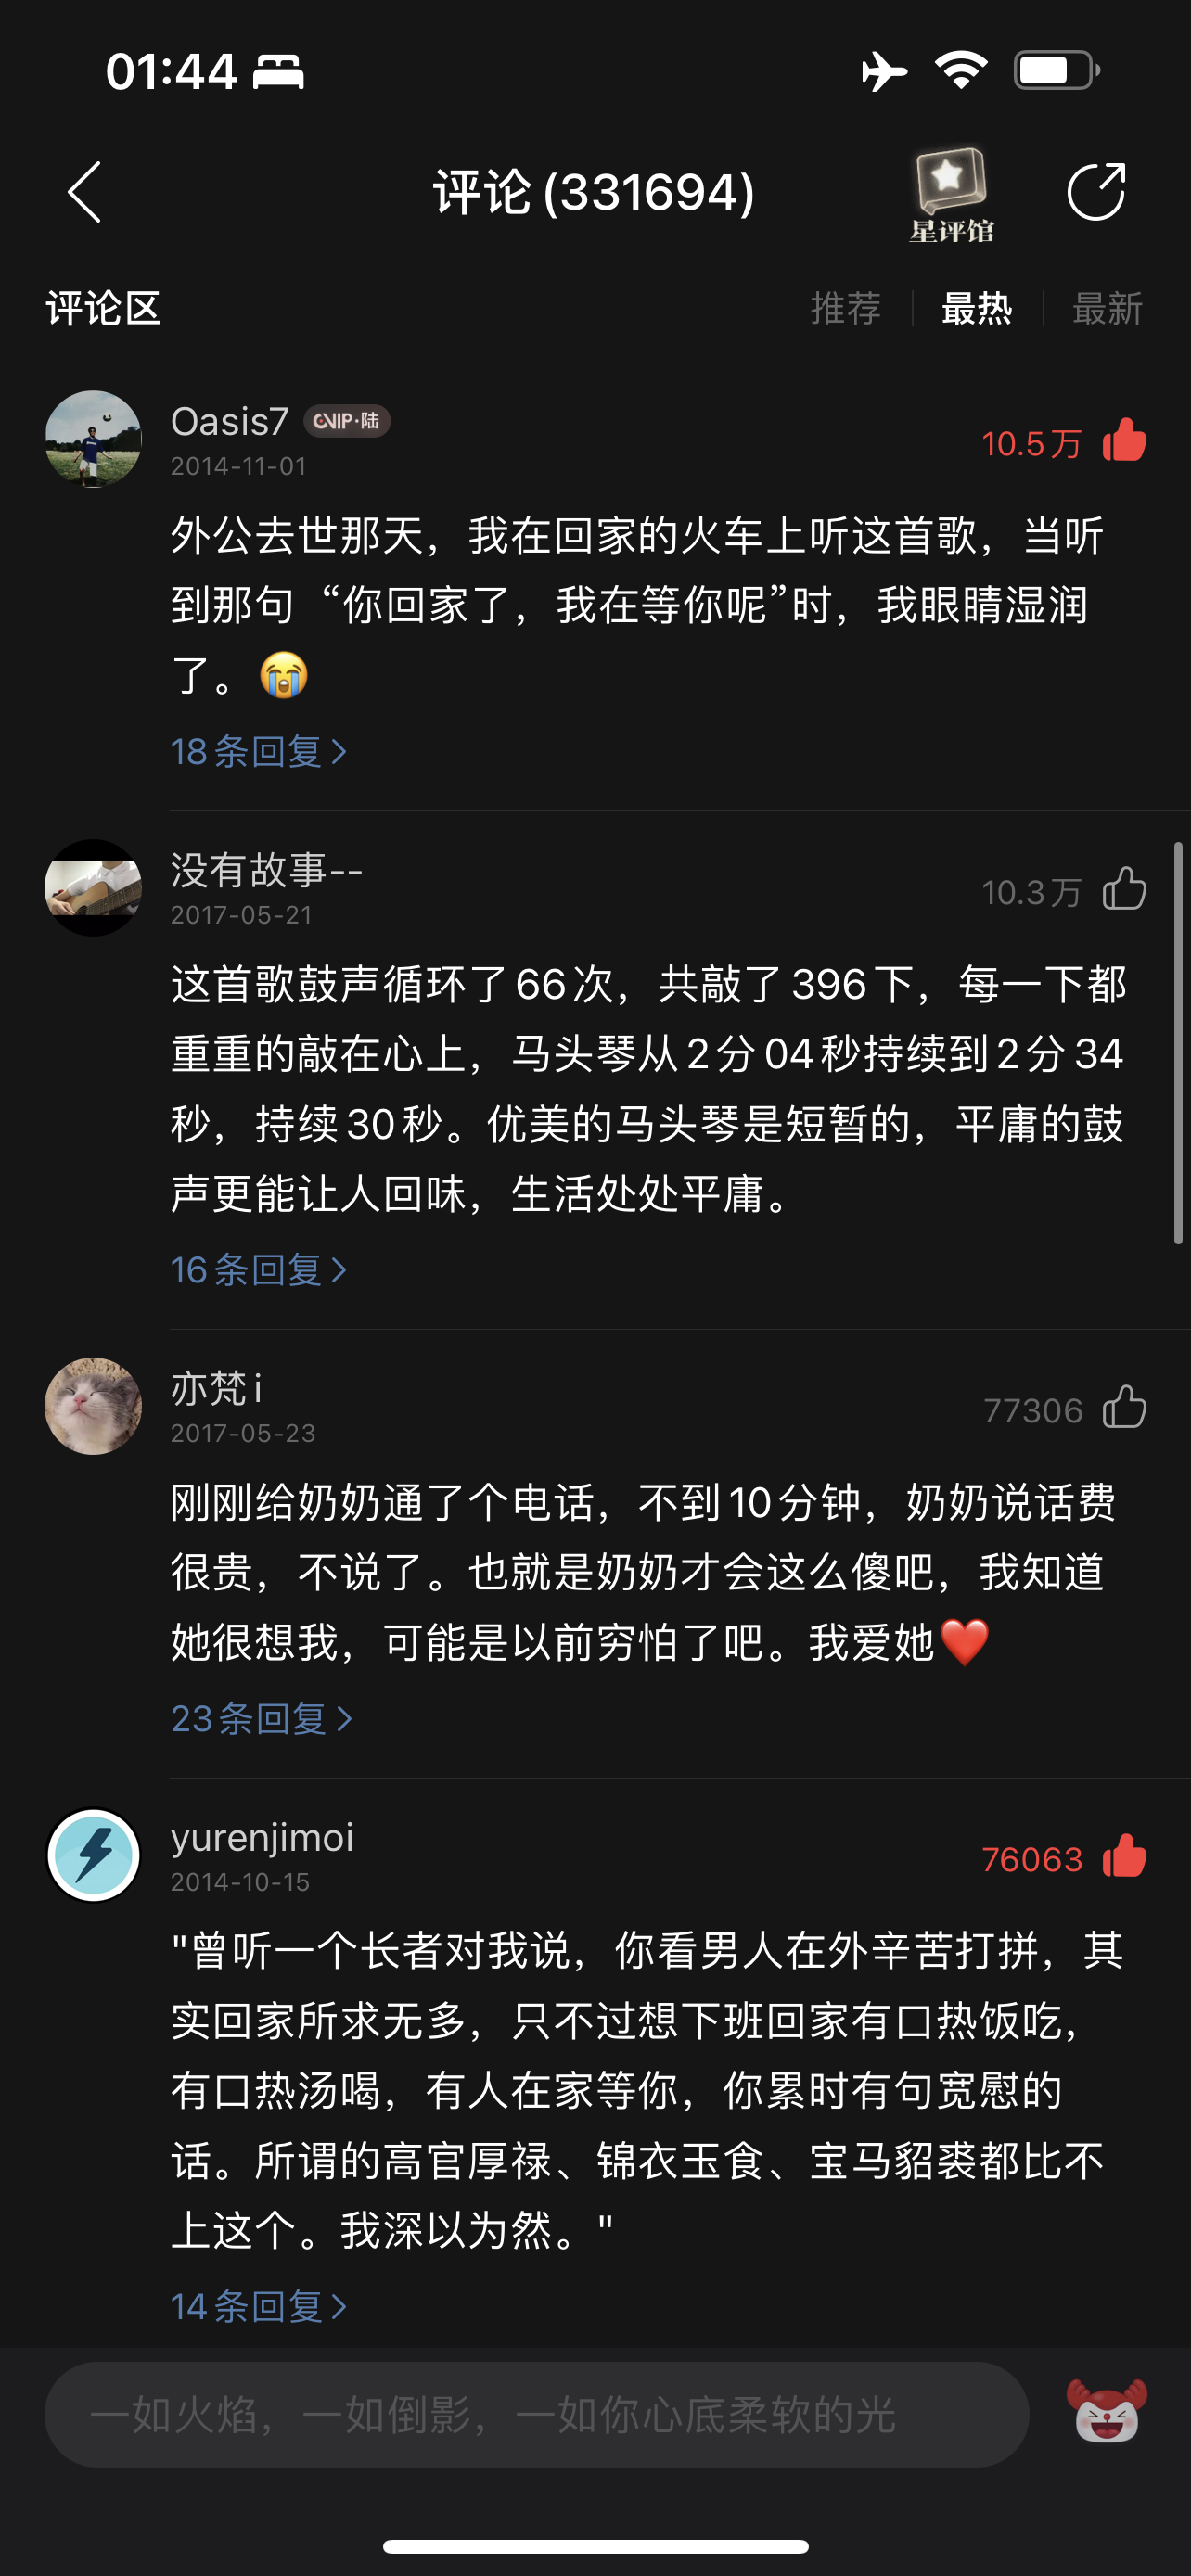 01:44
评论(331694)
星评馆
评论区
推荐 最热 最新
Oasis7 VIP·陆
2014-11-01
10.5万
外公去世那天，我在回家的火车上听这首歌，当听
到那句“你回家了，我在等你呢”时，我眼睛湿润
了。😭
18条回复>
没有故事--
2017-05-21
10.3万
这首歌鼓声循环了66次，共敲了396下，每一下都
重重的敲在心上，马头琴从2分04秒持续到2分34
秒，持续30秒。优美的马头琴是短暂的，平庸的鼓
声更能让人回味，生活处处平庸。
16条回复>
亦梵i
2017-05-23
77306
刚刚给奶奶通了个电话，不到10分钟，奶奶说话费
很贵，不说了。也就是奶奶才会这么傻吧，我知道
她很想我，可能是以前穷怕了吧。我爱她❤️
23条回复>
yurenjimoi
2014-10-15
76063
"曾听一个长者对我说，你看男人在外辛苦打拼，其
实回家所求无多，只不过想下班回家有口热饭吃，
有口热汤喝，有人在家等你，你累时有句宽慰的
话。所谓的高官厚禄、锦衣玉食、宝马貂裘都比不
上这个。我深以为然。"
14条回复>
一如火焰，一如倒影，一如你心底柔软的光